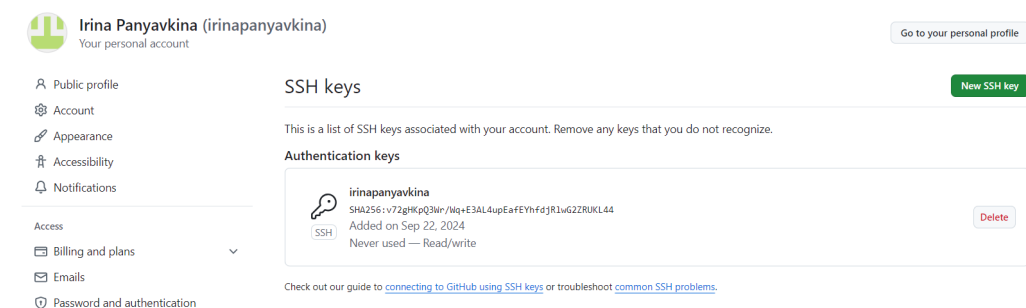 Irina Panyavkina (irinapanyavkina)
Your personal account
Go to your personal profile
Public profile
Account
Appearance
Accessibility
Notifications
Access
Billing and plans
Emails
Password and authentication
SSH keys
New SSH key
This is a list of SSH keys associated with your account. Remove any keys that you do not recognize.
Authentication keys
irinapanyavkina
SHA256:v72gHKpQ3Wr/Wq+E3AL4upEafEYhfdjRlwG2ZRUKL44
SSH
Added on Sep 22, 2024
Never used — Read/write
Delete
Check out our guide to connecting to GitHub using SSH keys or troubleshoot common SSH problems.